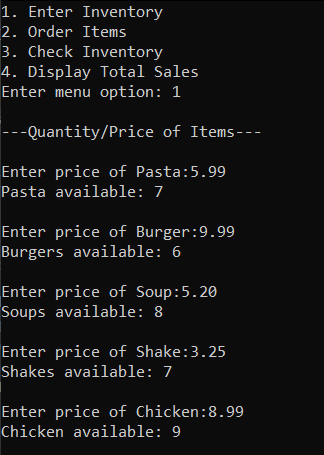 1. Enter Inventory
2. Order Items
3. Check Inventory
4. Display Total Sales
Enter menu option: 1
---Quantity/Price of Items---
Enter price of Pasta:5.99
Pasta available: 7
Enter price of Burger:9.99
Burgers available: 6
Enter price of Soup:5.20
Soups available: 8
Enter price of Shake:3.25
Shakes available: 7
Enter price of Chicken:8.99
Chicken available: 9